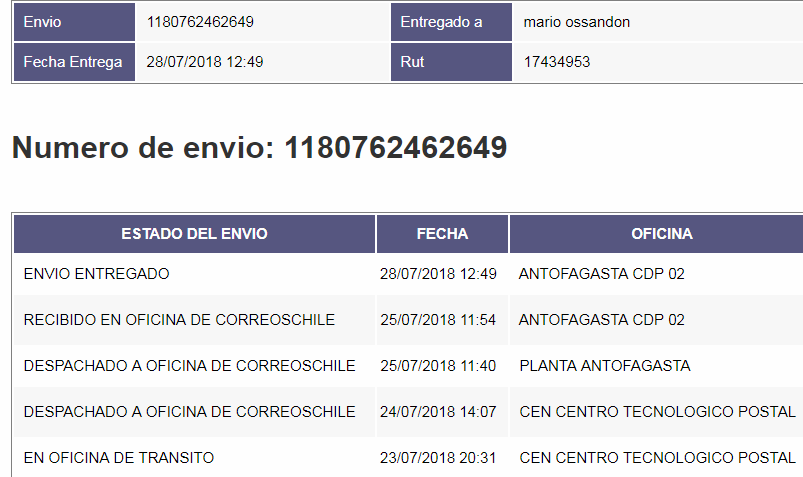 Envio 1180762462649 Entregado a mario ossandon
Fecha Entrega 28/07/2018 12:49 Rut 17434953
Numero de envio: 1180762462649
ESTADO DEL ENVIO FECHA OFICINA
ENVIO ENTREGADO 28/07/2018 12:49 ANTOFAGASTA CDP 02
RECIBIDO EN OFICINA DE CORREOSCHILE 25/07/2018 11:54 ANTOFAGASTA CDP 02
DESPACHADO A OFICINA DE CORREOSCHILE 25/07/2018 11:40 PLANTA ANTOFAGASTA
DESPACHADO A OFICINA DE CORREOSCHILE 24/07/2018 14:07 CEN CENTRO TECNOLOGICO POSTAL
EN OFICINA DE TRANSITO 23/07/2018 20:31 CEN CENTRO TECNOLOGICO POSTAL